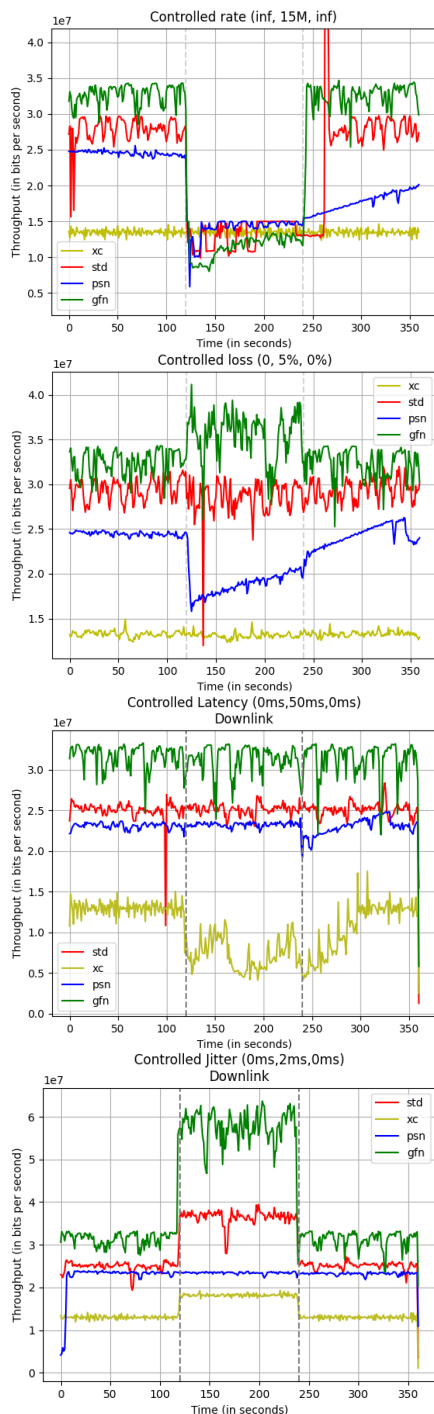 Controlled rate (inf, 15M, inf)
1e7
Throughput (in bits per second)
4.0
3.5
3.0
2.5
2.0
1.5
1.0
0.5
xc
std
psn
gfn
0 50 100 150 200 250 300 350
Time (in seconds)
Controlled loss (0, 5%, 0%)
1e7
Throughput (in bits per second)
4.0
3.5
3.0
2.5
2.0
1.5
xc
std
psn
gfn
0 50 100 150 200 250 300 350
Time (in seconds)
Controlled Latency (0ms,50ms,0ms)
Downlink
1e7
Throughput (in bits per second)
3.0
2.5
2.0
1.5
1.0
0.5
0.0
std
xc
psn
gfn
0 50 100 150 200 250 300 350
Time (in seconds)
Controlled Jitter (0ms,2ms,0ms)
Downlink
1e7
Throughput (in bits per second)
6
5
4
3
2
1
0
std
xc
psn
gfn
0 50 100 150 200 250 300 350
Time (in seconds)